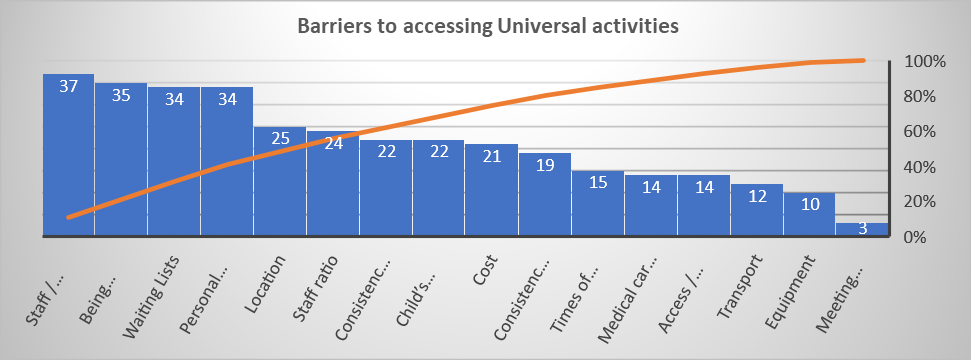 Barriers to accessing Universal activities
37
35
34
34
25
24
22
22
21
19
15
14
14
12
10
3
100%
80%
60%
40%
20%
0%
Staff /...
Being...
Waiting Lists
Personal...
Location
Staff ratio
Consistenc...
Child's...
Cost
Consistenc...
Times of...
Medical car...
Access /...
Transport
Equipment
Meeting...